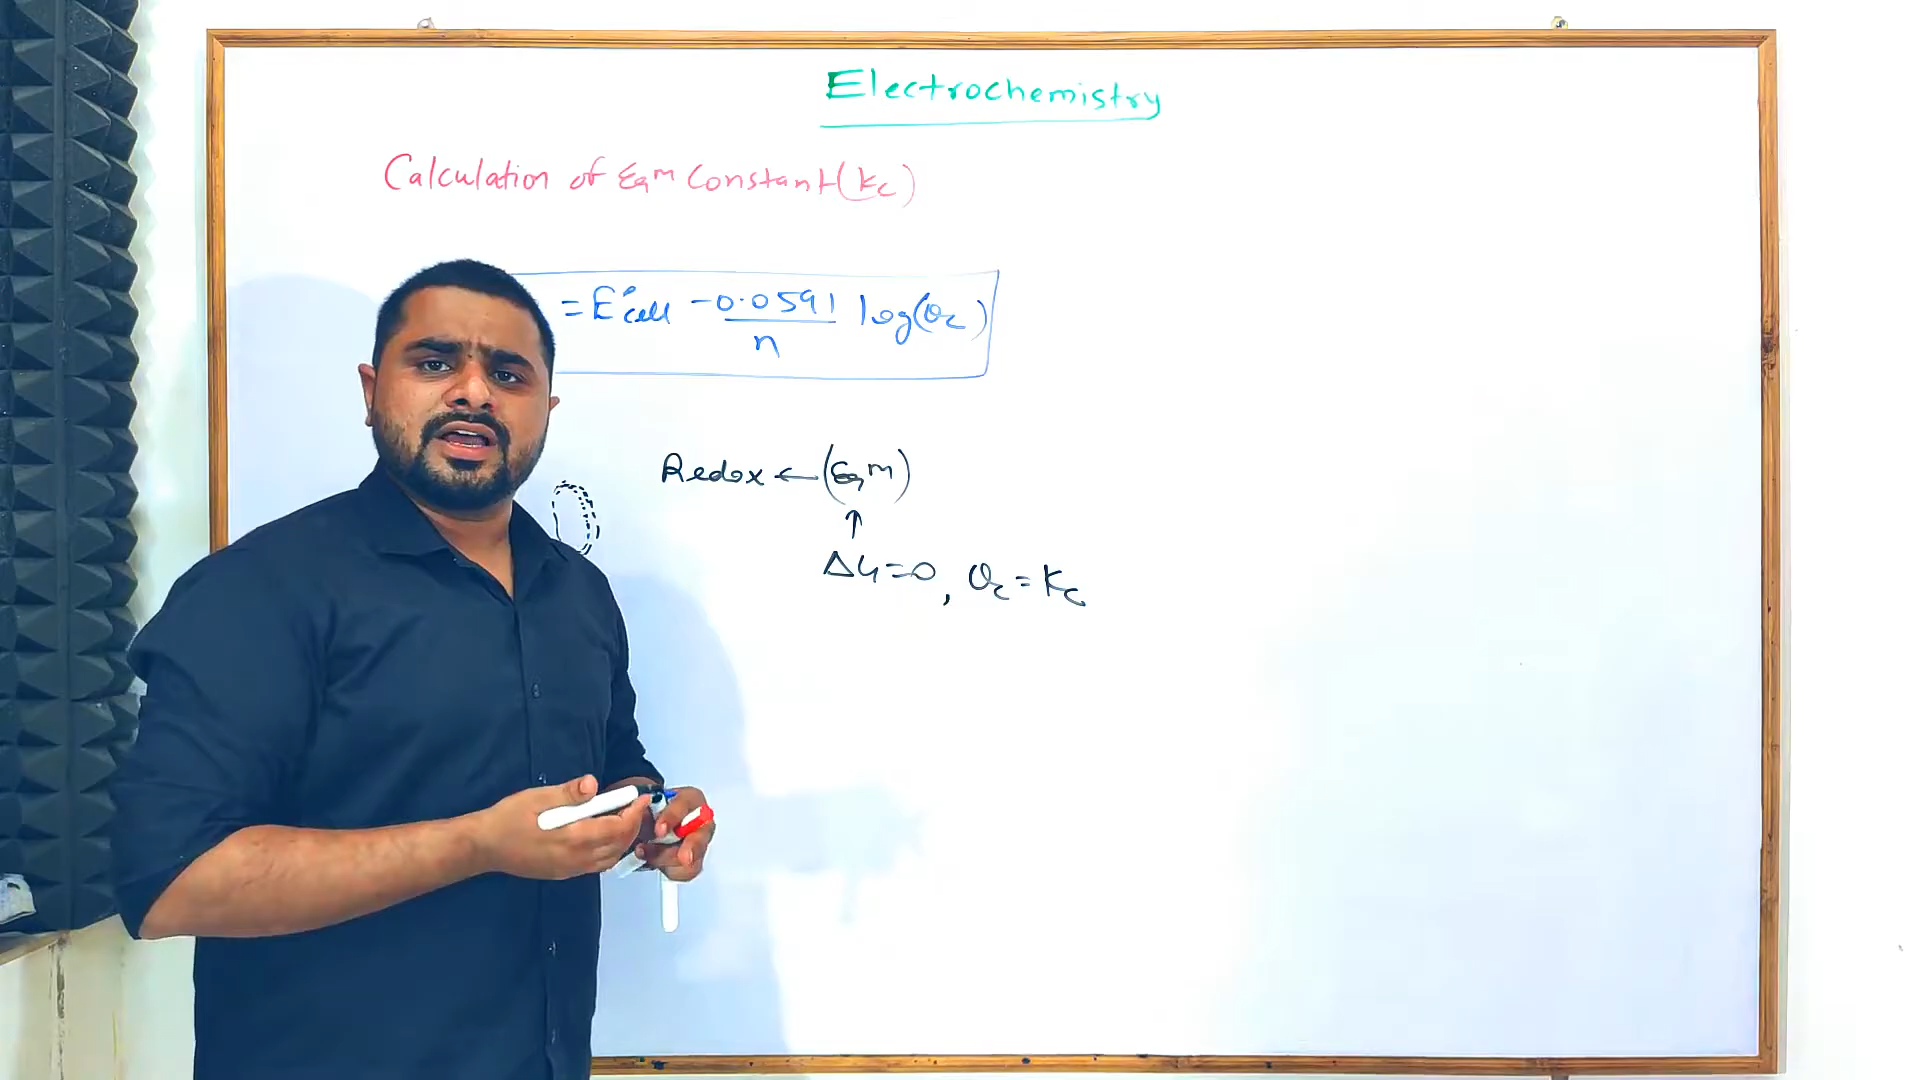 Electrochemistry
Calculation of Eqm Constant (Kc)
= E°cell - 0.0591/n log(Qc)
Redox ← (Eqm)
↑
ΔG=0, Qc = Kc